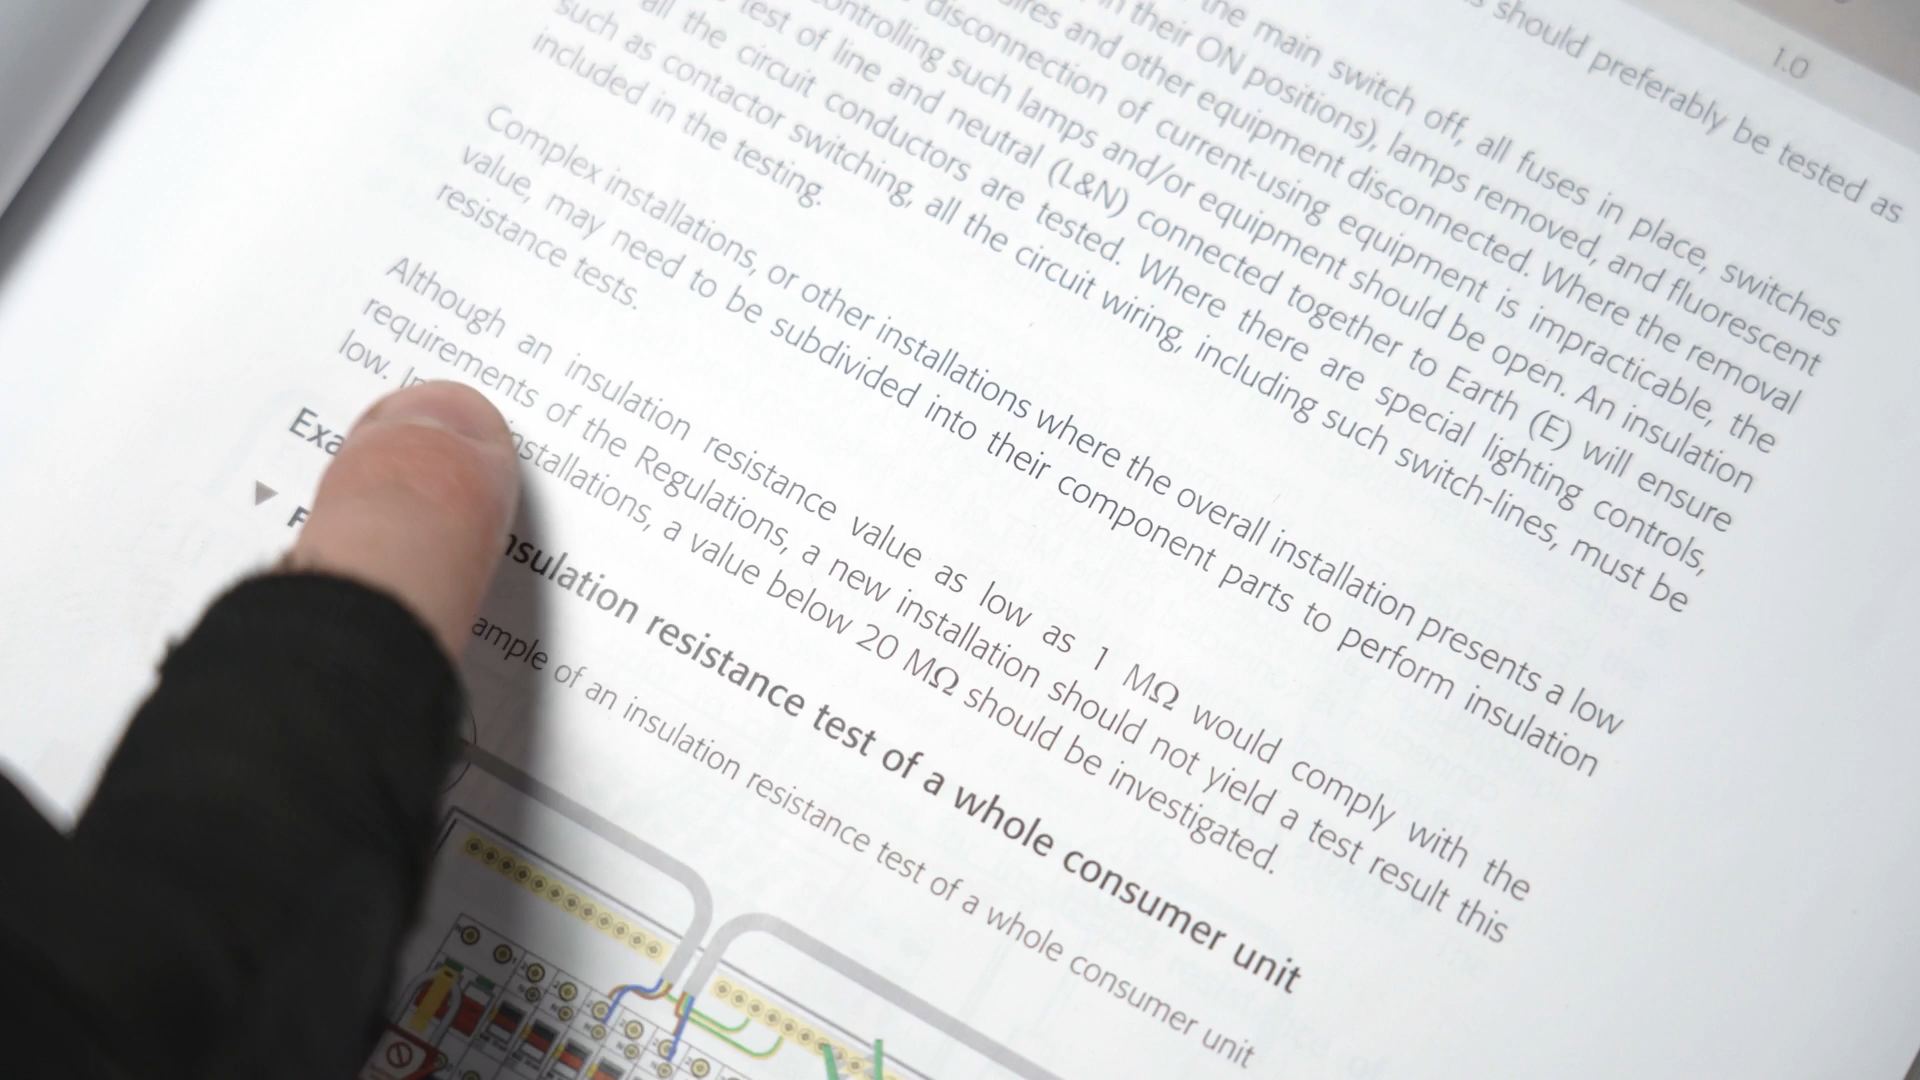 1.0
should preferably be tested as
the main switch off, all fuses in place, switches
in their ON positions), lamps removed, and fluorescent
and other equipment disconnected. Where the removal
disconnection of current-using equipment is impracticable, the
ontrolling such lamps and/or equipment should be open. An insulation
test of line and neutral (L&N) connected together to Earth (E) will ensure
all the circuit conductors are tested. Where there are special lighting controls,
such as contactor switching, all the circuit wiring, including such switch-lines, must be
included in the testing.
Complex installations, or other installations where the overall installation presents a low
value, may need to be subdivided into their component parts to perform insulation
resistance tests.
Although an insulation resistance value as low as 1 MΩ would comply with the
requirements of the Regulations, a new installation should not yield a test result this
low. In installations, a value below 20 MΩ should be investigated.
Exa nsulation resistance test of a whole consumer unit
▼ F ample of an insulation resistance test of a whole consumer unit